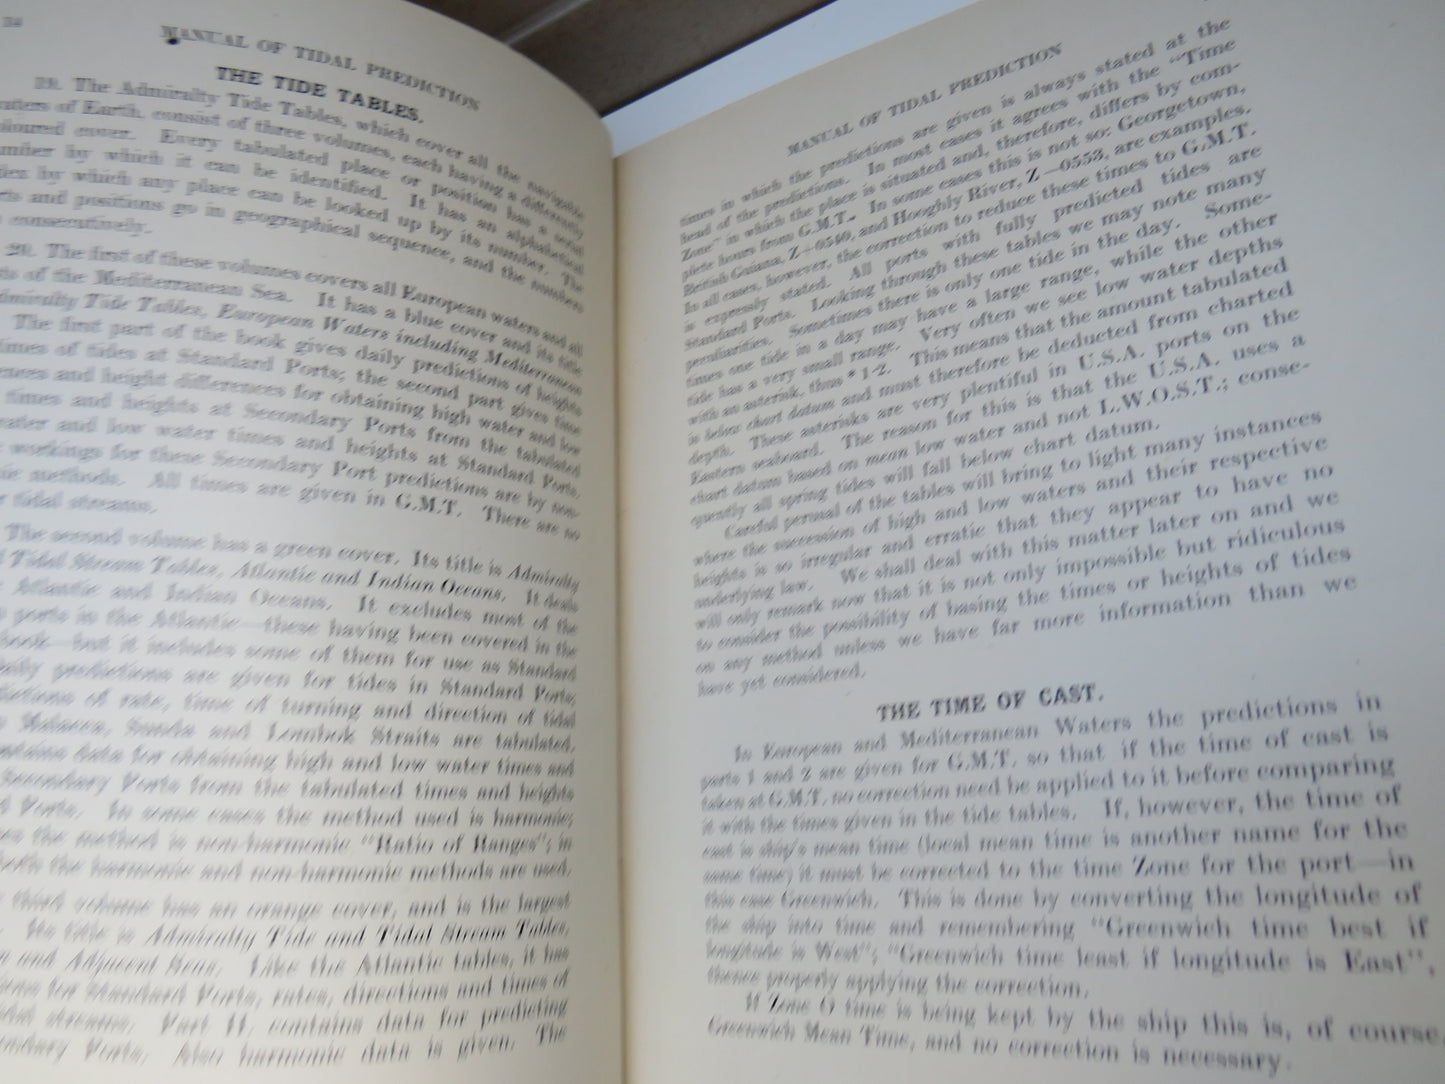 34
MANUAL OF TIDAL PREDICTION
THE TIDE TABLES.
19. The Admiralty Tide Tables, which cover all the navigable
waters of Earth, consist of three volumes, each having a differently
coloured cover. Every tabulated place or position has a serial
number by which it can be identified. It has an alphabetical
by which any place can be looked up by its number. The
and positions go in geographical sequence, and the numbers
consecutively.
20. The first of these volumes covers all European waters and all
of the Mediterranean Sea. It has a blue cover and its title
Admiralty Tide Tables, European Waters including Mediterranean
The first part of the book gives daily predictions of heights
times of tides at Standard Ports; the second part gives time
and height differences for obtaining high water and low
times and heights at Secondary Ports from the tabulated
water and low water times and heights at Standard Ports.
workings for these Secondary Port predictions are by non-
methods. All times are given in G.M.T. There are no
tidal streams.
The second volume has a green cover. Its title is Admiralty
Tidal Stream Tables, Atlantic and Indian Oceans. It deals
Atlantic and Indian Oceans. It excludes most of the
ports in the Atlantic—these having been covered in the
book—but it includes some of them for use as Standard
daily predictions are given for tides in Standard Ports;
of rate, time of turning and direction of tidal
Malacca, Sunda and Lombok Straits are tabulated.
data for obtaining high and low water times and
Secondary Ports from the tabulated times and heights
Ports. In some cases the method used is harmonic;
the method is non-harmonic "Ratio of Ranges"; in
both the harmonic and non-harmonic methods are used.
third volume has an orange cover, and is the largest
Its title is Admiralty Tide and Tidal Stream Tables,
and Adjacent Seas. Like the Atlantic tables, it has
for Standard Ports, rates, directions and times of
tidal streams. Part II, contains data for predicting
Ports. Also harmonic data is given. The
MANUAL OF TIDAL PREDICTION
times in which the predictions are given is always stated at the
head of the predictions. In most cases it agrees with the "Time
Zone" in which the place is situated and, therefore, differs by com-
plete hours from G.M.T. In some cases this is not so: Georgetown,
British Guiana, Z+0340, and Hooghly River, Z—0553, are examples.
In all cases, however, the correction to reduce these times to G.M.T.
is expressly stated. All ports with fully predicted tides are
Standard Ports. Looking through these tables we may note many
peculiarities. Sometimes there is only one tide in the day. Some-
times one tide in a day may have a large range, while the other
tide has a very small range. Very often we see low water depths
with an asterisk, thus * 1·2. This means that the amount tabulated
is below chart datum and must therefore be deducted from charted
depth. These asterisks are very plentiful in U.S.A. ports on the
Eastern seaboard. The reason for this is that the U.S.A. uses a
chart datum based on mean low water and not L.W.O.S.T.; conse-
quently all spring tides will fall below chart datum.
Careful perusal of the tables will bring to light many instances
where the succession of high and low waters and their respective
heights is so irregular and erratic that they appear to have no
underlying law. We shall deal with this matter later on and we
will only remark now that it is not only impossible but ridiculous
to consider the possibility of basing the times or heights of tides
on any method unless we have far more information than we
have yet considered.
THE TIME OF CAST.
In European and Mediterranean Waters the predictions in
parts 1 and 2 are given for G.M.T. so that if the time of cast is
taken at G.M.T. no correction need be applied to it before comparing
it with the times given in the tide tables. If, however, the time of
cast is ship's mean time (local mean time is another name for the
same time) it must be corrected to the time Zone for the port—in
this case Greenwich. This is done by converting the longitude of
the ship into time and remembering "Greenwich time best if
longitude is West"; "Greenwich time least if longitude is East",
thence properly applying the correction.
If Zone O time is being kept by the ship this is, of course,
Greenwich Mean Time, and no correction is necessary.